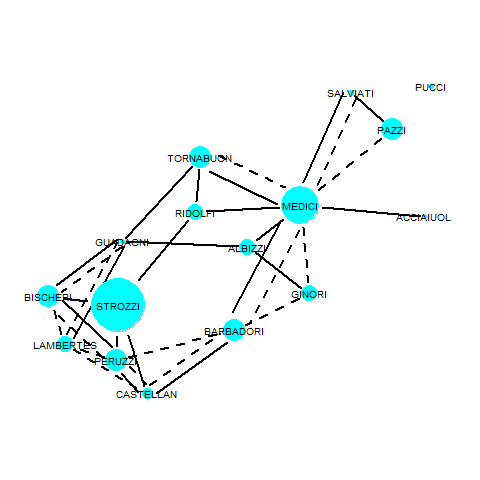 PUCCI
SALVIATI
PAZZI
TORNABUON
MEDICI
RIDOLFI
ACCIAIUOL
GUADAGNI
ALBIZZI
BISCHERI
GINORI
STROZZI
BARBADORI
LAMBERTES
PERUZZI
CASTELLAN